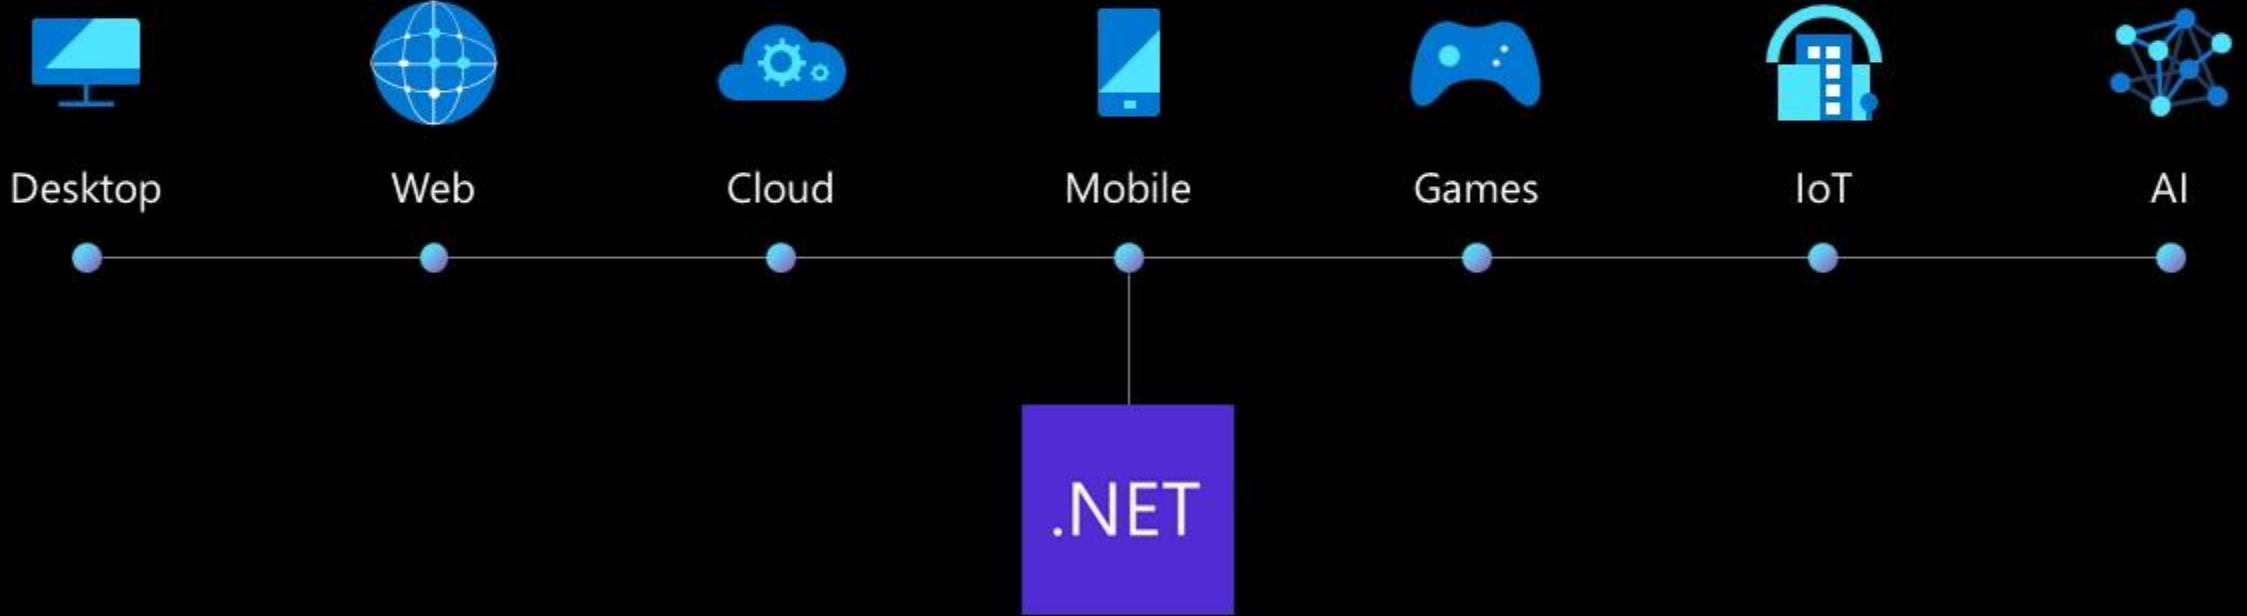 Desktop
Web
Cloud
Mobile
Games
IoT
AI
.NET